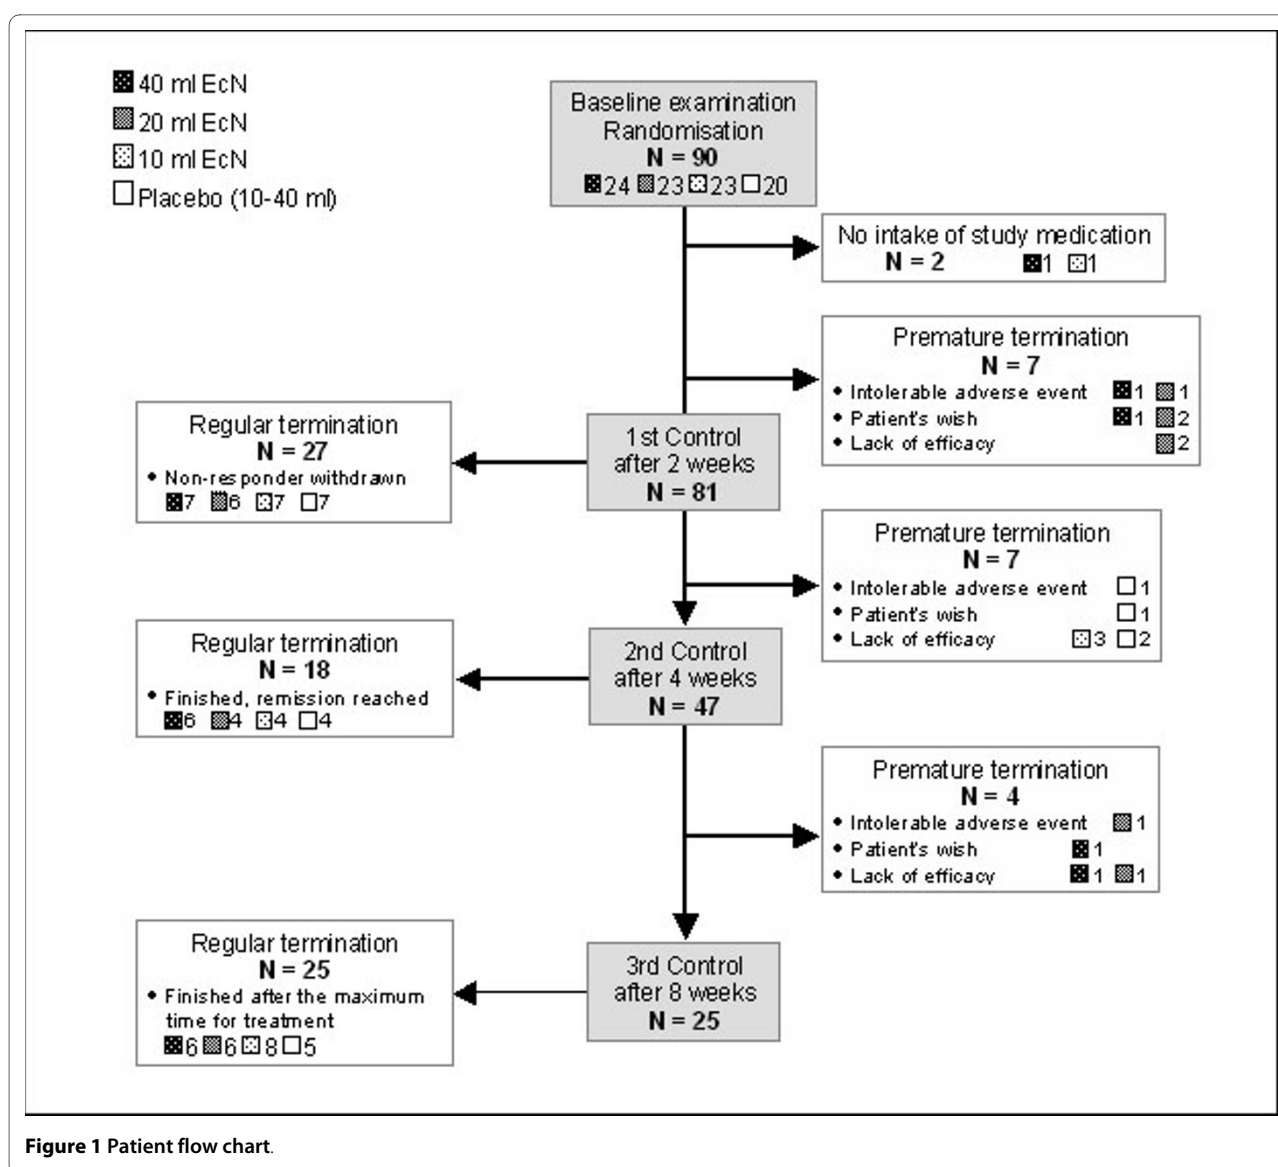 40 ml EcN
20 ml EcN
10 ml EcN
Placebo (10-40 ml)
Baseline examination
Randomisation
N = 90
24 23 23 20
No intake of study medication
N = 2 1 1
Premature termination
N = 7
• Intolerable adverse event 1 1
• Patient's wish 1 2
• Lack of efficacy 2
Regular termination
N = 27
• Non-responder withdrawn
7 6 7 7
1st Control
after 2 weeks
N = 81
Premature termination
N = 7
• Intolerable adverse event 1
• Patient's wish 1
• Lack of efficacy 3 2
Regular termination
N = 18
• Finished, remission reached
6 4 4 4
2nd Control
after 4 weeks
N = 47
Premature termination
N = 4
• Intolerable adverse event 1
• Patient's wish 1
• Lack of efficacy 1 1
Regular termination
N = 25
• Finished after the maximum
time for treatment
6 6 8 5
3rd Control
after 8 weeks
N = 25
Figure 1 Patient flow chart.